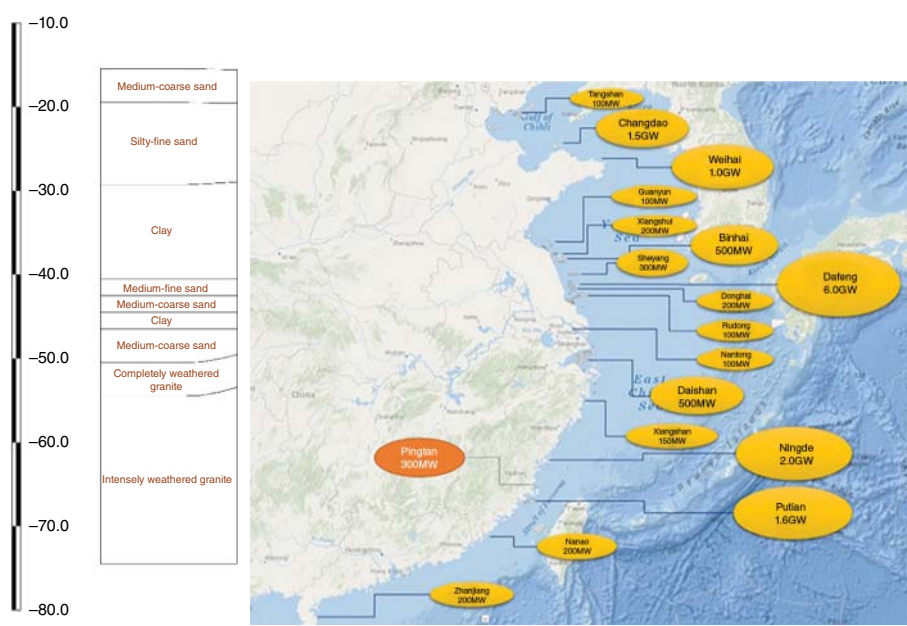 –10.0
–20.0
–30.0
–40.0
–50.0
–60.0
–70.0
–80.0
Medium-coarse sand
Silty-fine sand
Clay
Medium-fine sand
Medium-coarse sand
Clay
Medium-coarse sand
Completely weathered
granite
Intensely weathered granite
Tangshan
100MW
Changdao
1.5GW
Weihai
1.0GW
Guanyun
100MW
Xiangshui
200MW
Binhai
500MW
Sheyang
300MW
Dafeng
6.0GW
Donghai
200MW
Rudong
100MW
Nantong
100MW
Daishan
500MW
Xiangshan
150MW
Pingtan
300MW
Ningde
2.0GW
Putian
1.6GW
Nanao
200MW
Zhanjiang
200MW
Gulf of
Chihli
Sea
East
Sea
China